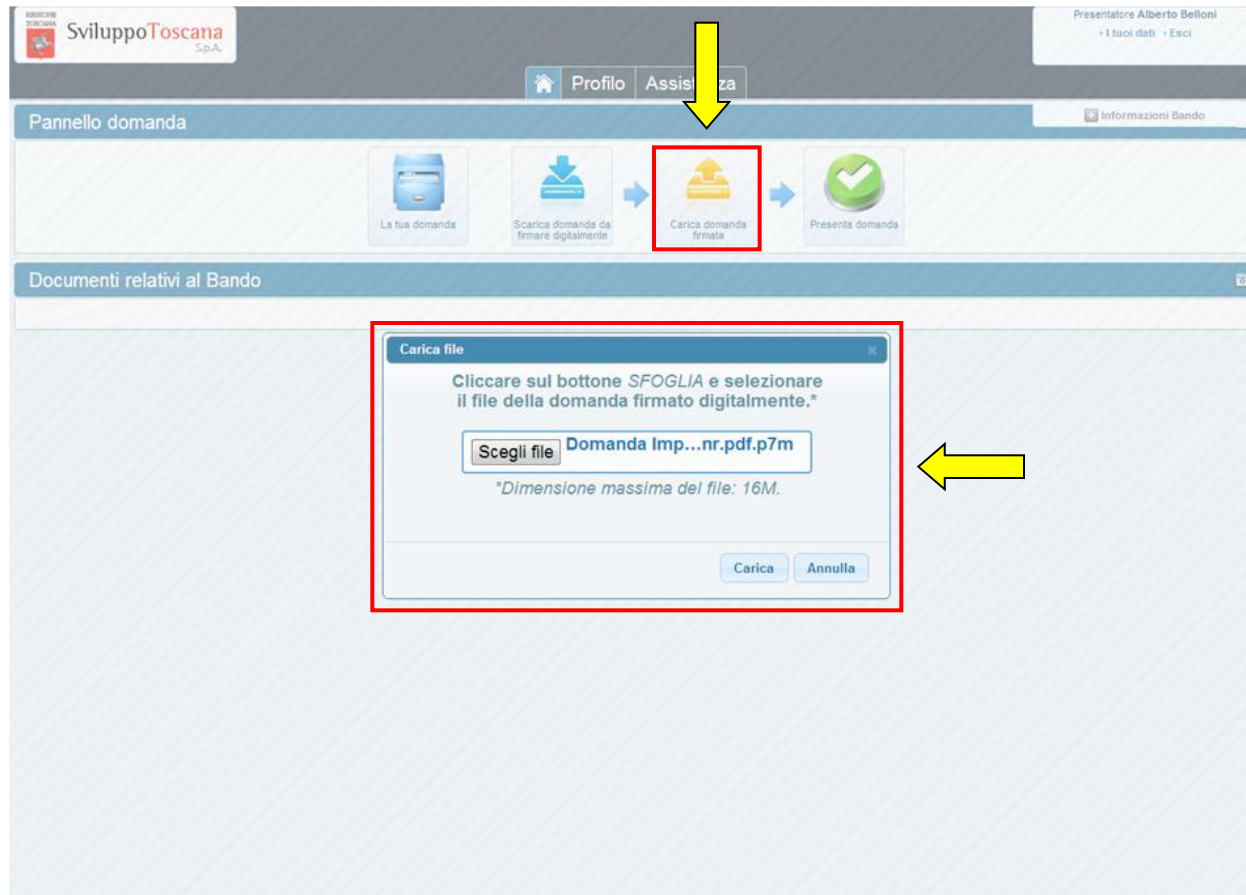 REGIONE
TOSCANA
SviluppoToscana
S.p.A.
Presentatore Alberto Belloni
I tuoi dati Esci
Profilo Assistenza
Pannello domanda
Informazioni Bando
La tua domanda
Scarica domanda da
firmare digitalmente
Carica domanda
firmata
Presenta domanda
Documenti relativi al Bando
Carica file x
Cliccare sul bottone SFOGLIA e selezionare
il file della domanda firmato digitalmente.*
Scegli file Domanda Imp...nr.pdf.p7m
*Dimensione massima del file: 16M.
Carica Annulla